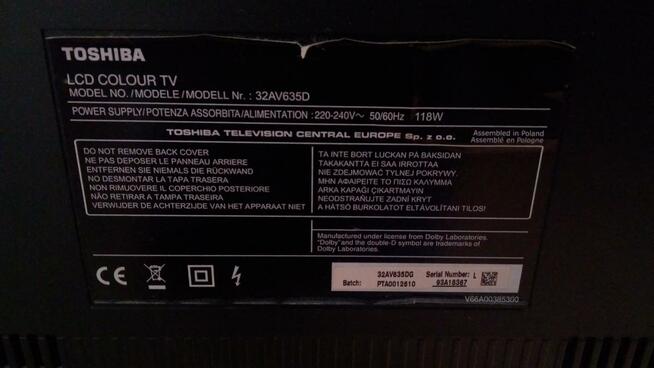 TOSHIBA
LCD COLOUR TV
MODEL NO./MODELE/MODELL Nr. : 32AV635D
POWER SUPPLY/POTENZA ASSORBITA/ALIMENTATION : 220-240V～ 50/60Hz 118W
TOSHIBA TELEVISION CENTRAL EUROPE Sp. z o.o.
Assembled in Poland
Assemblé en Pologne
DO NOT REMOVE BACK COVER
NE PAS DEPOSER LE PANNEAU ARRIERE
ENTFERNEN SIE NIEMALS DIE RÜCKWAND
NO DESMONTAR LA TAPA TRASERA
NON RIMUOVERE IL COPERCHIO POSTERIORE
NÃO RETIRAR A TAMPA TRASEIRA
VERWIJDER DE ACHTERZIJDE VAN HET APPARAAT NIET
TA INTE BORT LUCKAN PÅ BAKSIDAN
TAKAKANTTA EI SAA IRROTTAA
NIE ZDEJMOWAĆ TYLNEJ POKRYWY.
ΜΗΝ ΑΦΑΙΡΕΙΤΕ ΤΟ ΠΙΣΟ ΚΑΛΥΜΜΑ
ARKA KAPAĞI ÇIKARTMAYIN
NEODSTRAŇUJTE ZADNÍ KRYT
A HÁTSÓ BURKOLATOT ELTÁVOLÍTANI TILOS!
Manufactured under license from Dolby Laboratories.
"Dolby"and the double-D symbol are trademarks of
Dolby Laboratories.
CE
32AV635DG Serial Number: L
Batch: PTA0012610 93A18367
V66A00385300